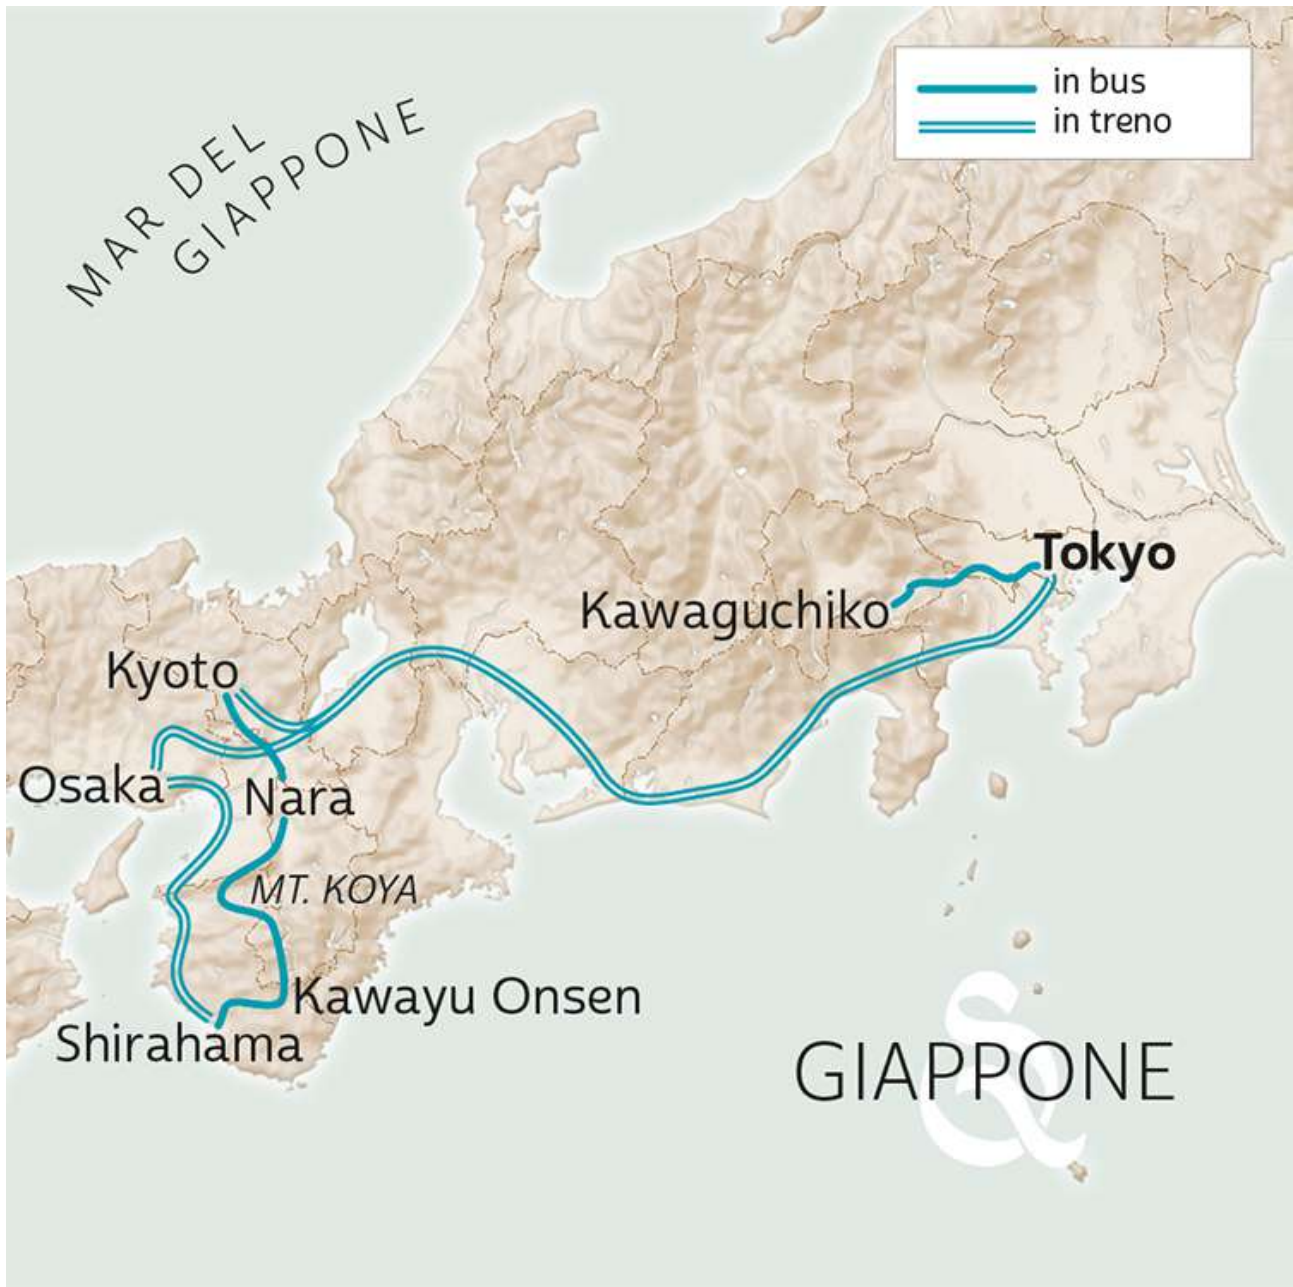 in bus
in treno
MAR DEL
GIAPPONE
Tokyo
Kawaguchiko
Kyoto
Osaka
Nara
MT. KOYA
Kawayu Onsen
Shirahama
GIAPPONE
&